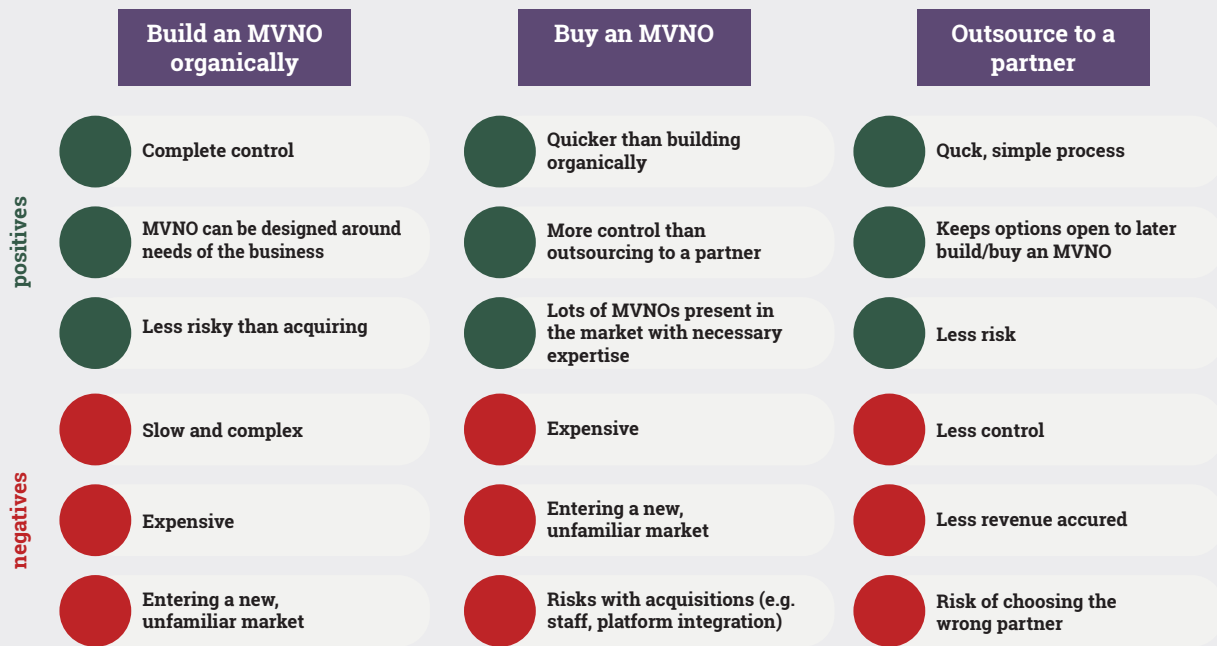 Build an MVNO
organically
Buy an MVNO
Outsource to a
partner
positives
Complete control
Quicker than building
organically
Quck, simple process
MVNO can be designed around
needs of the business
More control than
outsourcing to a partner
Keeps options open to later
build/buy an MVNO
Less risky than acquiring
Lots of MVNOs present in
the market with necessary
expertise
Less risk
negatives
Slow and complex
Expensive
Less control
Expensive
Entering a new,
unfamiliar market
Less revenue accured
Entering a new,
unfamiliar market
Risks with acquisitions (e.g.
staff, platform integration)
Risk of choosing the
wrong partner